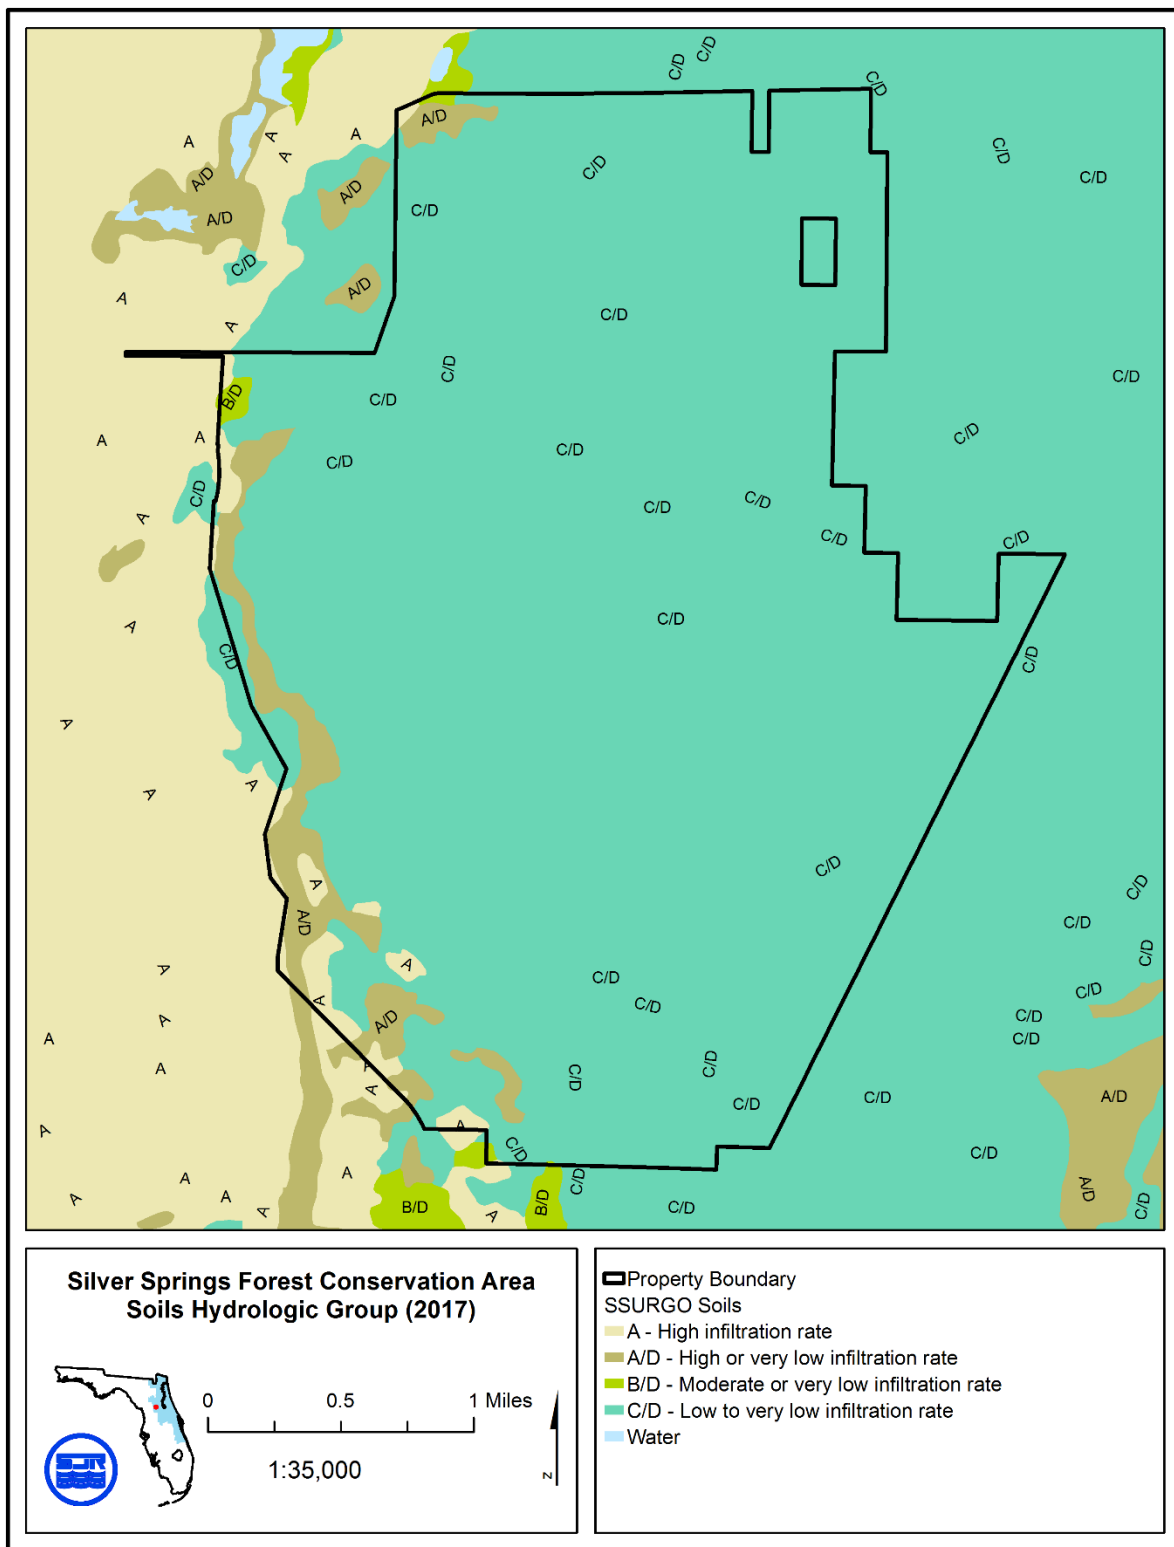 C/D
C/D
C/D
A/D
A
A
A
A
C/D
C/D
C/D
A/D
A/D
A/D
C/D
C/D
A/D
A
C/D
A
C/D
C/D
B/D
C/D
A
A
C/D
C/D
C/D
C/D
C/D
C/D
A
C/D
C/D
C/D
A
C/D
C/D
A
A
A
C/D
A
C/D
A/D
C/D
C/D
A
A
C/D
C/D
A
C/D
A
A/D
C/D
A
C/D
C/D
A
A
A
C/D
C/D
A/D
C/D
A
A
C/D
C/D
C/D
A
A
A/D
C/D
A
A
B/D
B/D
C/D
C/D
A
A
Silver Springs Forest Conservation Area
Soils Hydrologic Group (2017)
0 0.5 1 Miles
1:35,000
N
SJR
Property Boundary
SSURGO Soils
A - High infiltration rate
A/D - High or very low infiltration rate
B/D - Moderate or very low infiltration rate
C/D - Low to very low infiltration rate
Water